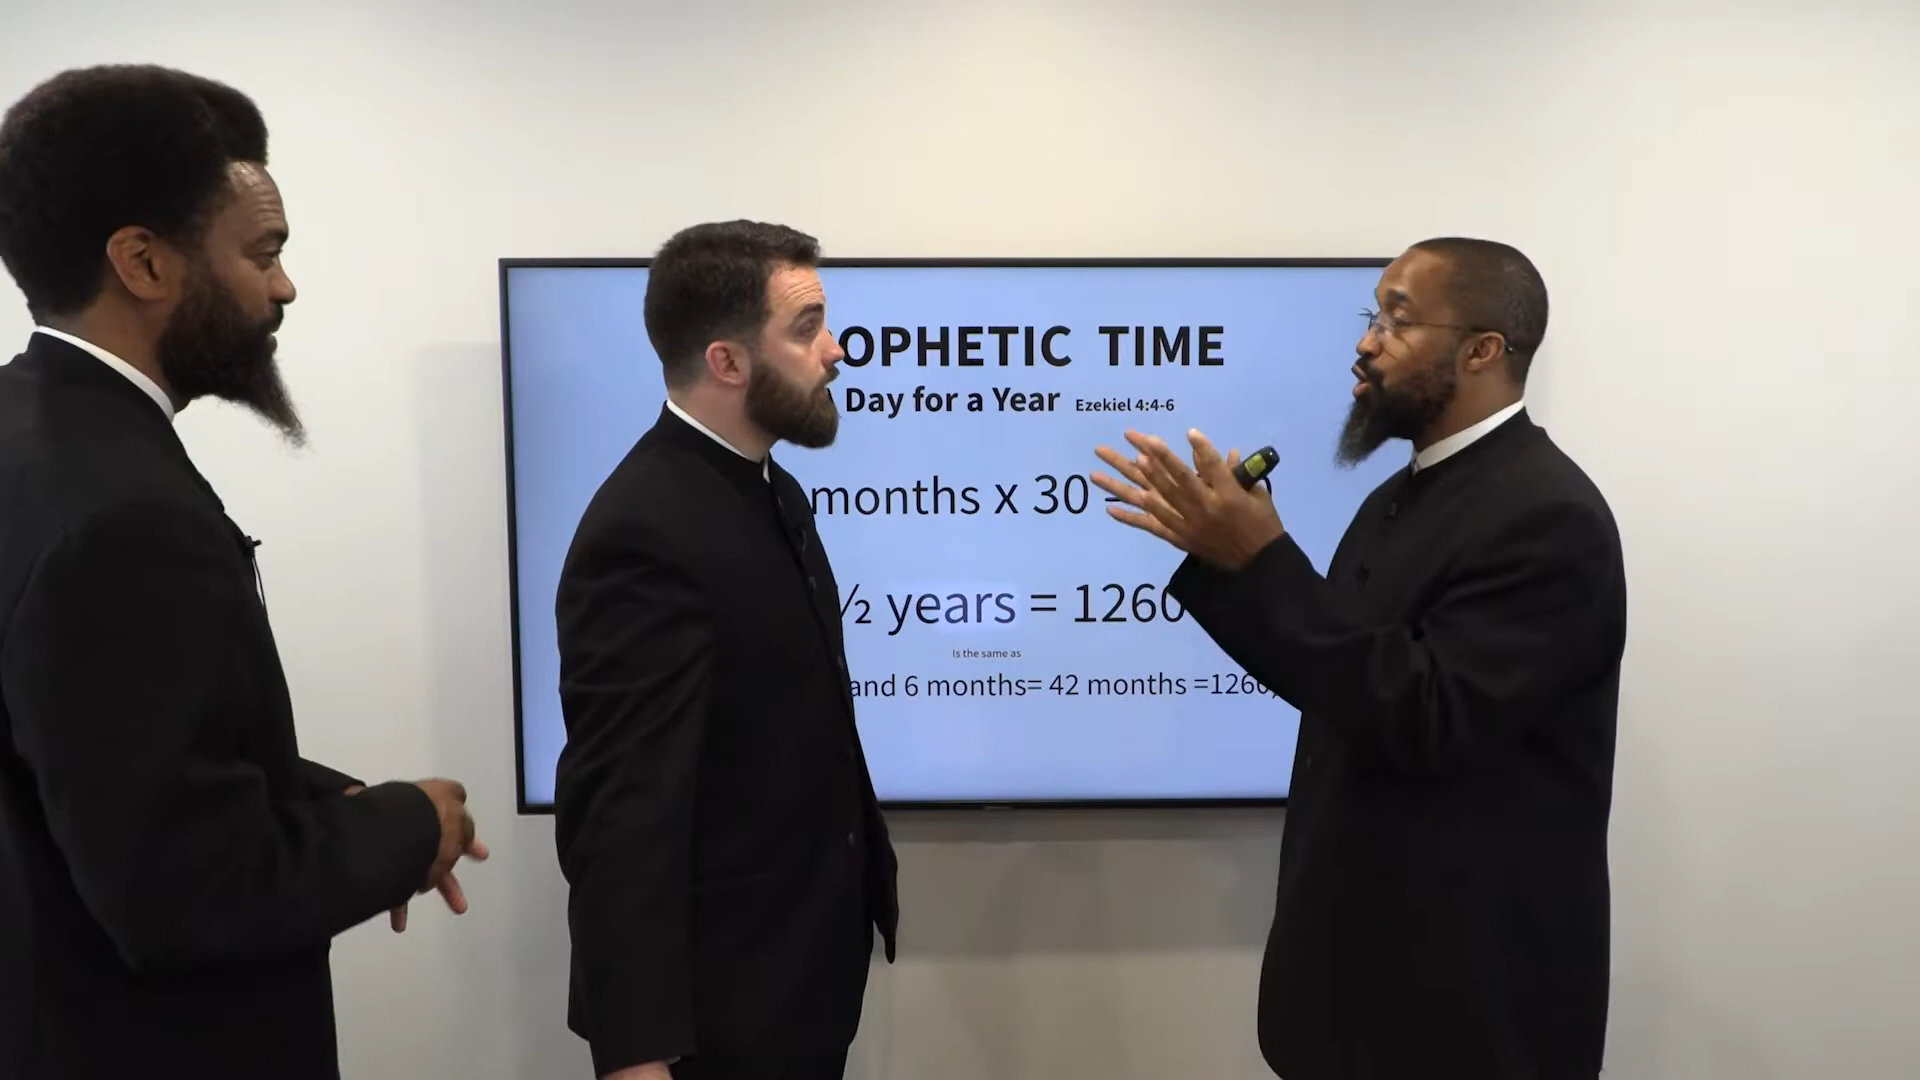 OPHETIC TIME
Day for a Year Ezekiel 4:4-6
months x 30
½ years = 1260
Is the same as
and 6 months= 42 months =1260,